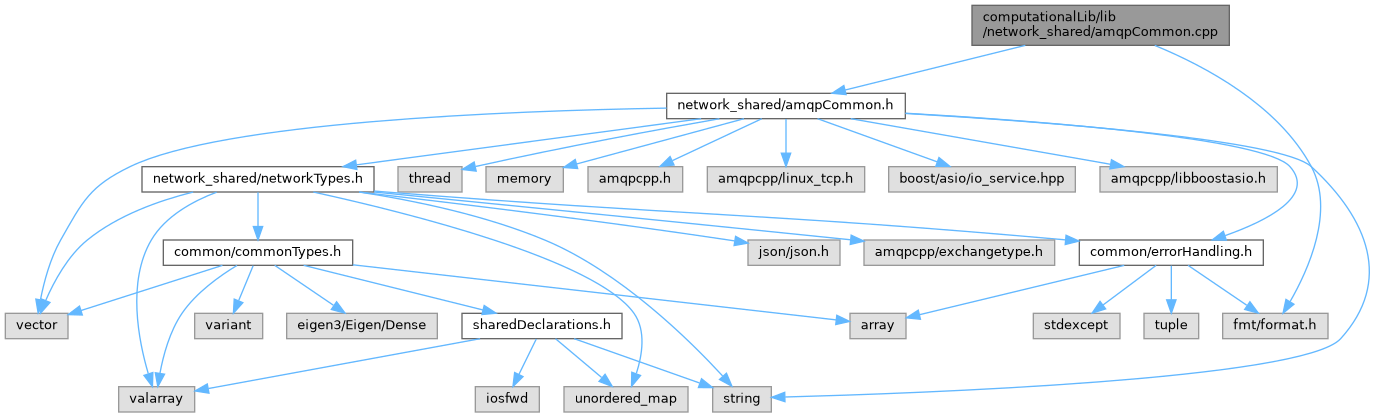 computationalLib/lib
/network_shared/amqpCommon.cpp
network_shared/amqpCommon.h
network_shared/networkTypes.h
thread
memory
amqpcpp.h
amqpcpp/linux_tcp.h
boost/asio/io_service.hpp
amqpcpp/libboostasio.h
common/commonTypes.h
json/json.h
amqpcpp/exchangetype.h
common/errorHandling.h
vector
variant
eigen3/Eigen/Dense
sharedDeclarations.h
array
stdexcept
tuple
fmt/format.h
valarray
iosfwd
unordered_map
string